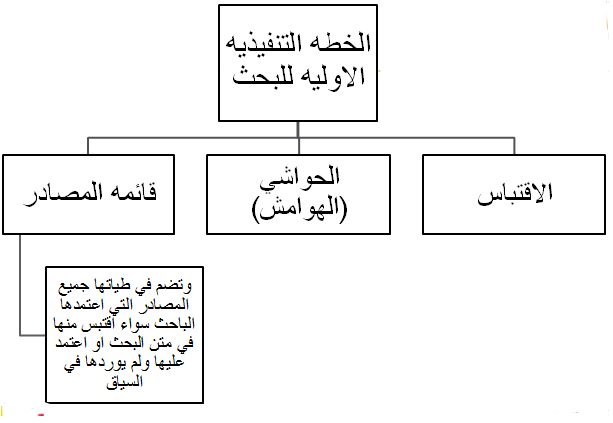 الخطه التنفيذيه
الاوليه للبحث
الاقتباس
الحواشي
(الهوامش)
قائمه المصادر
وتضم في طياتها جميع
المصادر التي اعتمدها
الباحث سواء أقتبس منها
في متن البحث او اعتمد
عليها ولم يوردها في
السياق